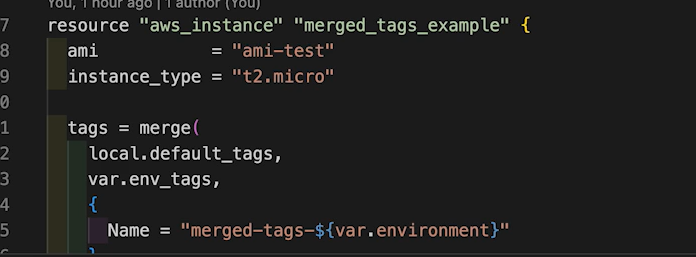 You, 1 hour ago | 1 author (You)
7 resource "aws_instance" "merged_tags_example" {
8 ami = "ami-test"
9 instance_type = "t2.micro"
0
1 tags = merge(
2 local.default_tags,
3 var.env_tags,
4 {
5 Name = "merged-tags-${var.environment}"
6 }